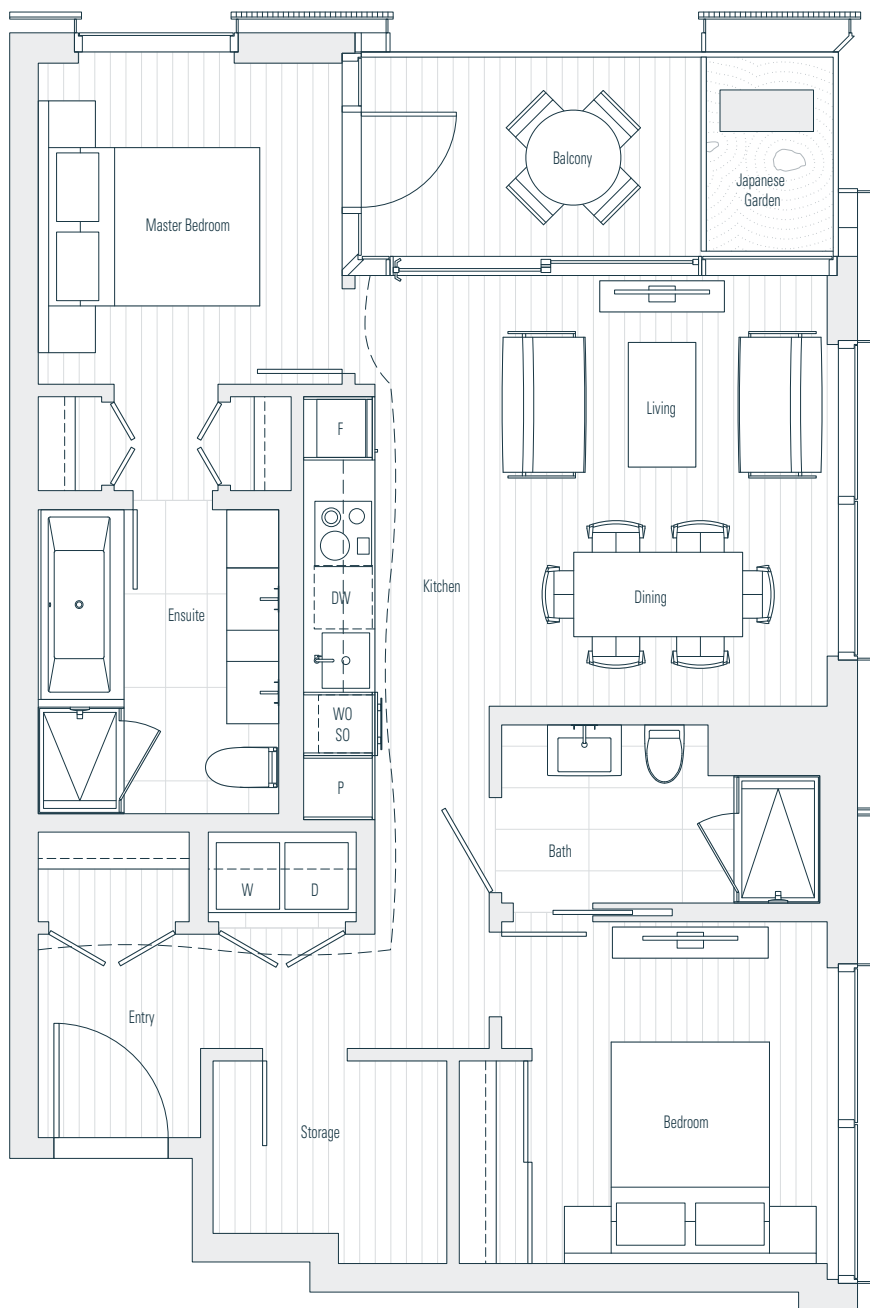 Balcony
Japanese
Garden
Master Bedroom
Living
F
Kitchen
DW
Dining
Ensuite
WO
SO
P
Bath
W
D
Entry
Storage
Bedroom